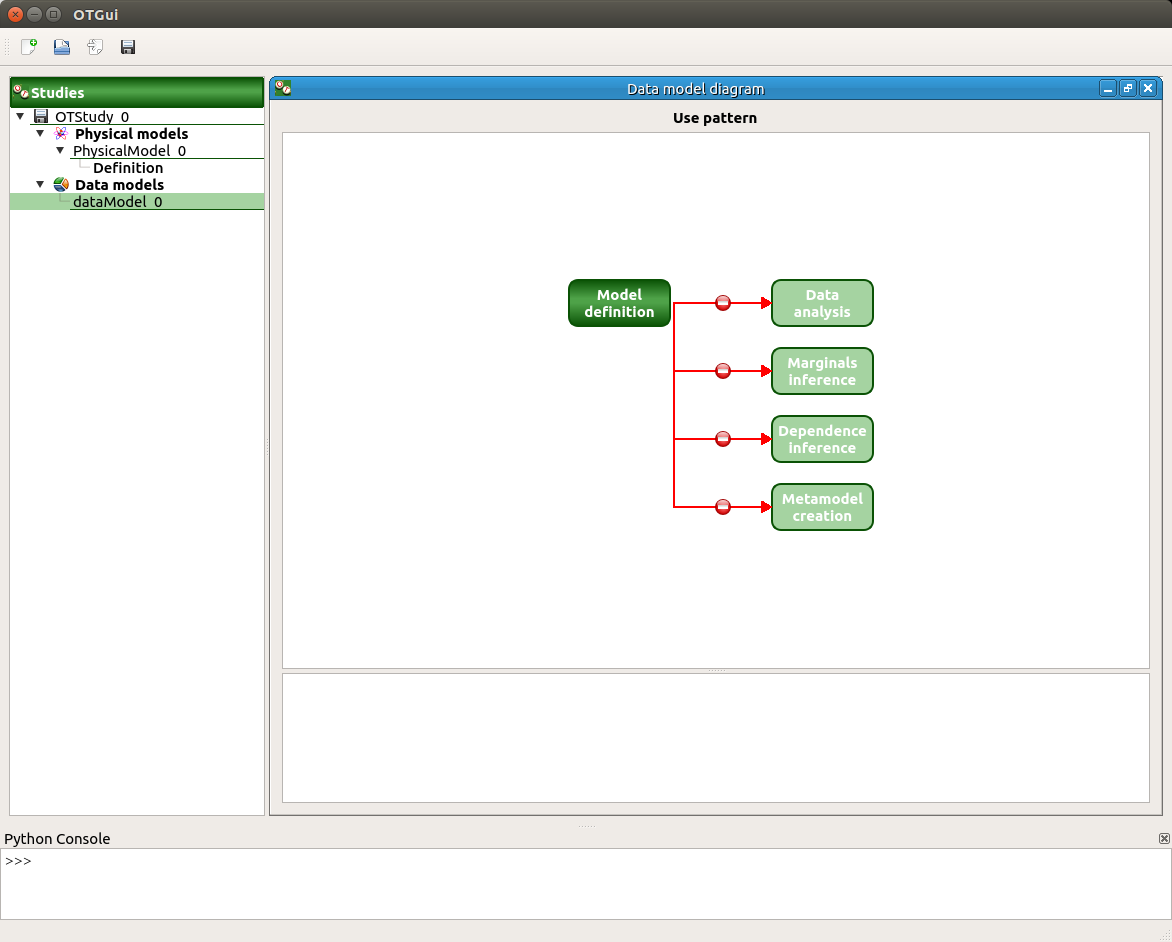 OTGui
Studies
OTStudy_0
Physical models
PhysicalModel_0
Definition
Data models
dataModel_0
Data model diagram
Use pattern
Model
definition
Data
analysis
Marginals
inference
Dependence
inference
Metamodel
creation
Python Console
>>>